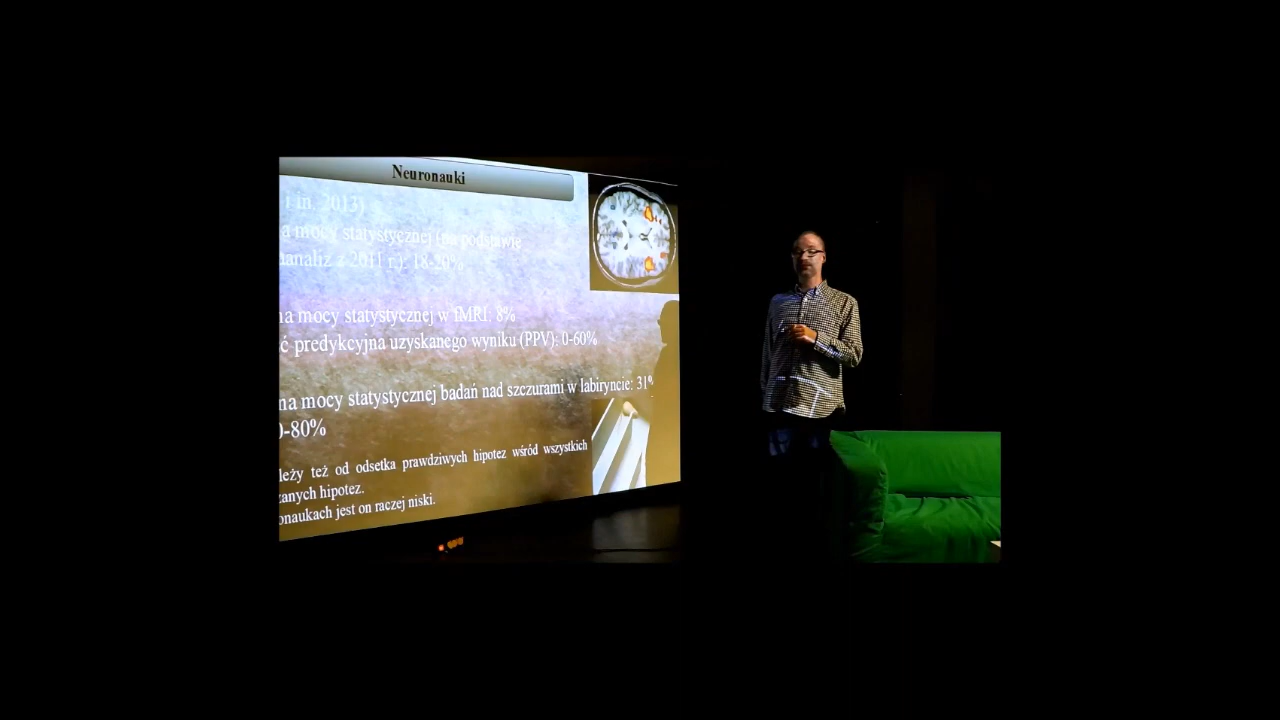 Neuronauki
i in. 2013)
a mocy statystycznej (na podstawie
analiz z 2011 r.): 18-20%
na mocy statystycznej w fMRI: 8%
ć predykcyjna uzyskanego wyniku (PPV): 0-60%
na mocy statystycznej badań nad szczurami w labiryncie: 31%
0-80%
leży też od odsetka prawdziwych hipotez wśród wszystkich
zanych hipotez.
onaukach jest on raczej niski.